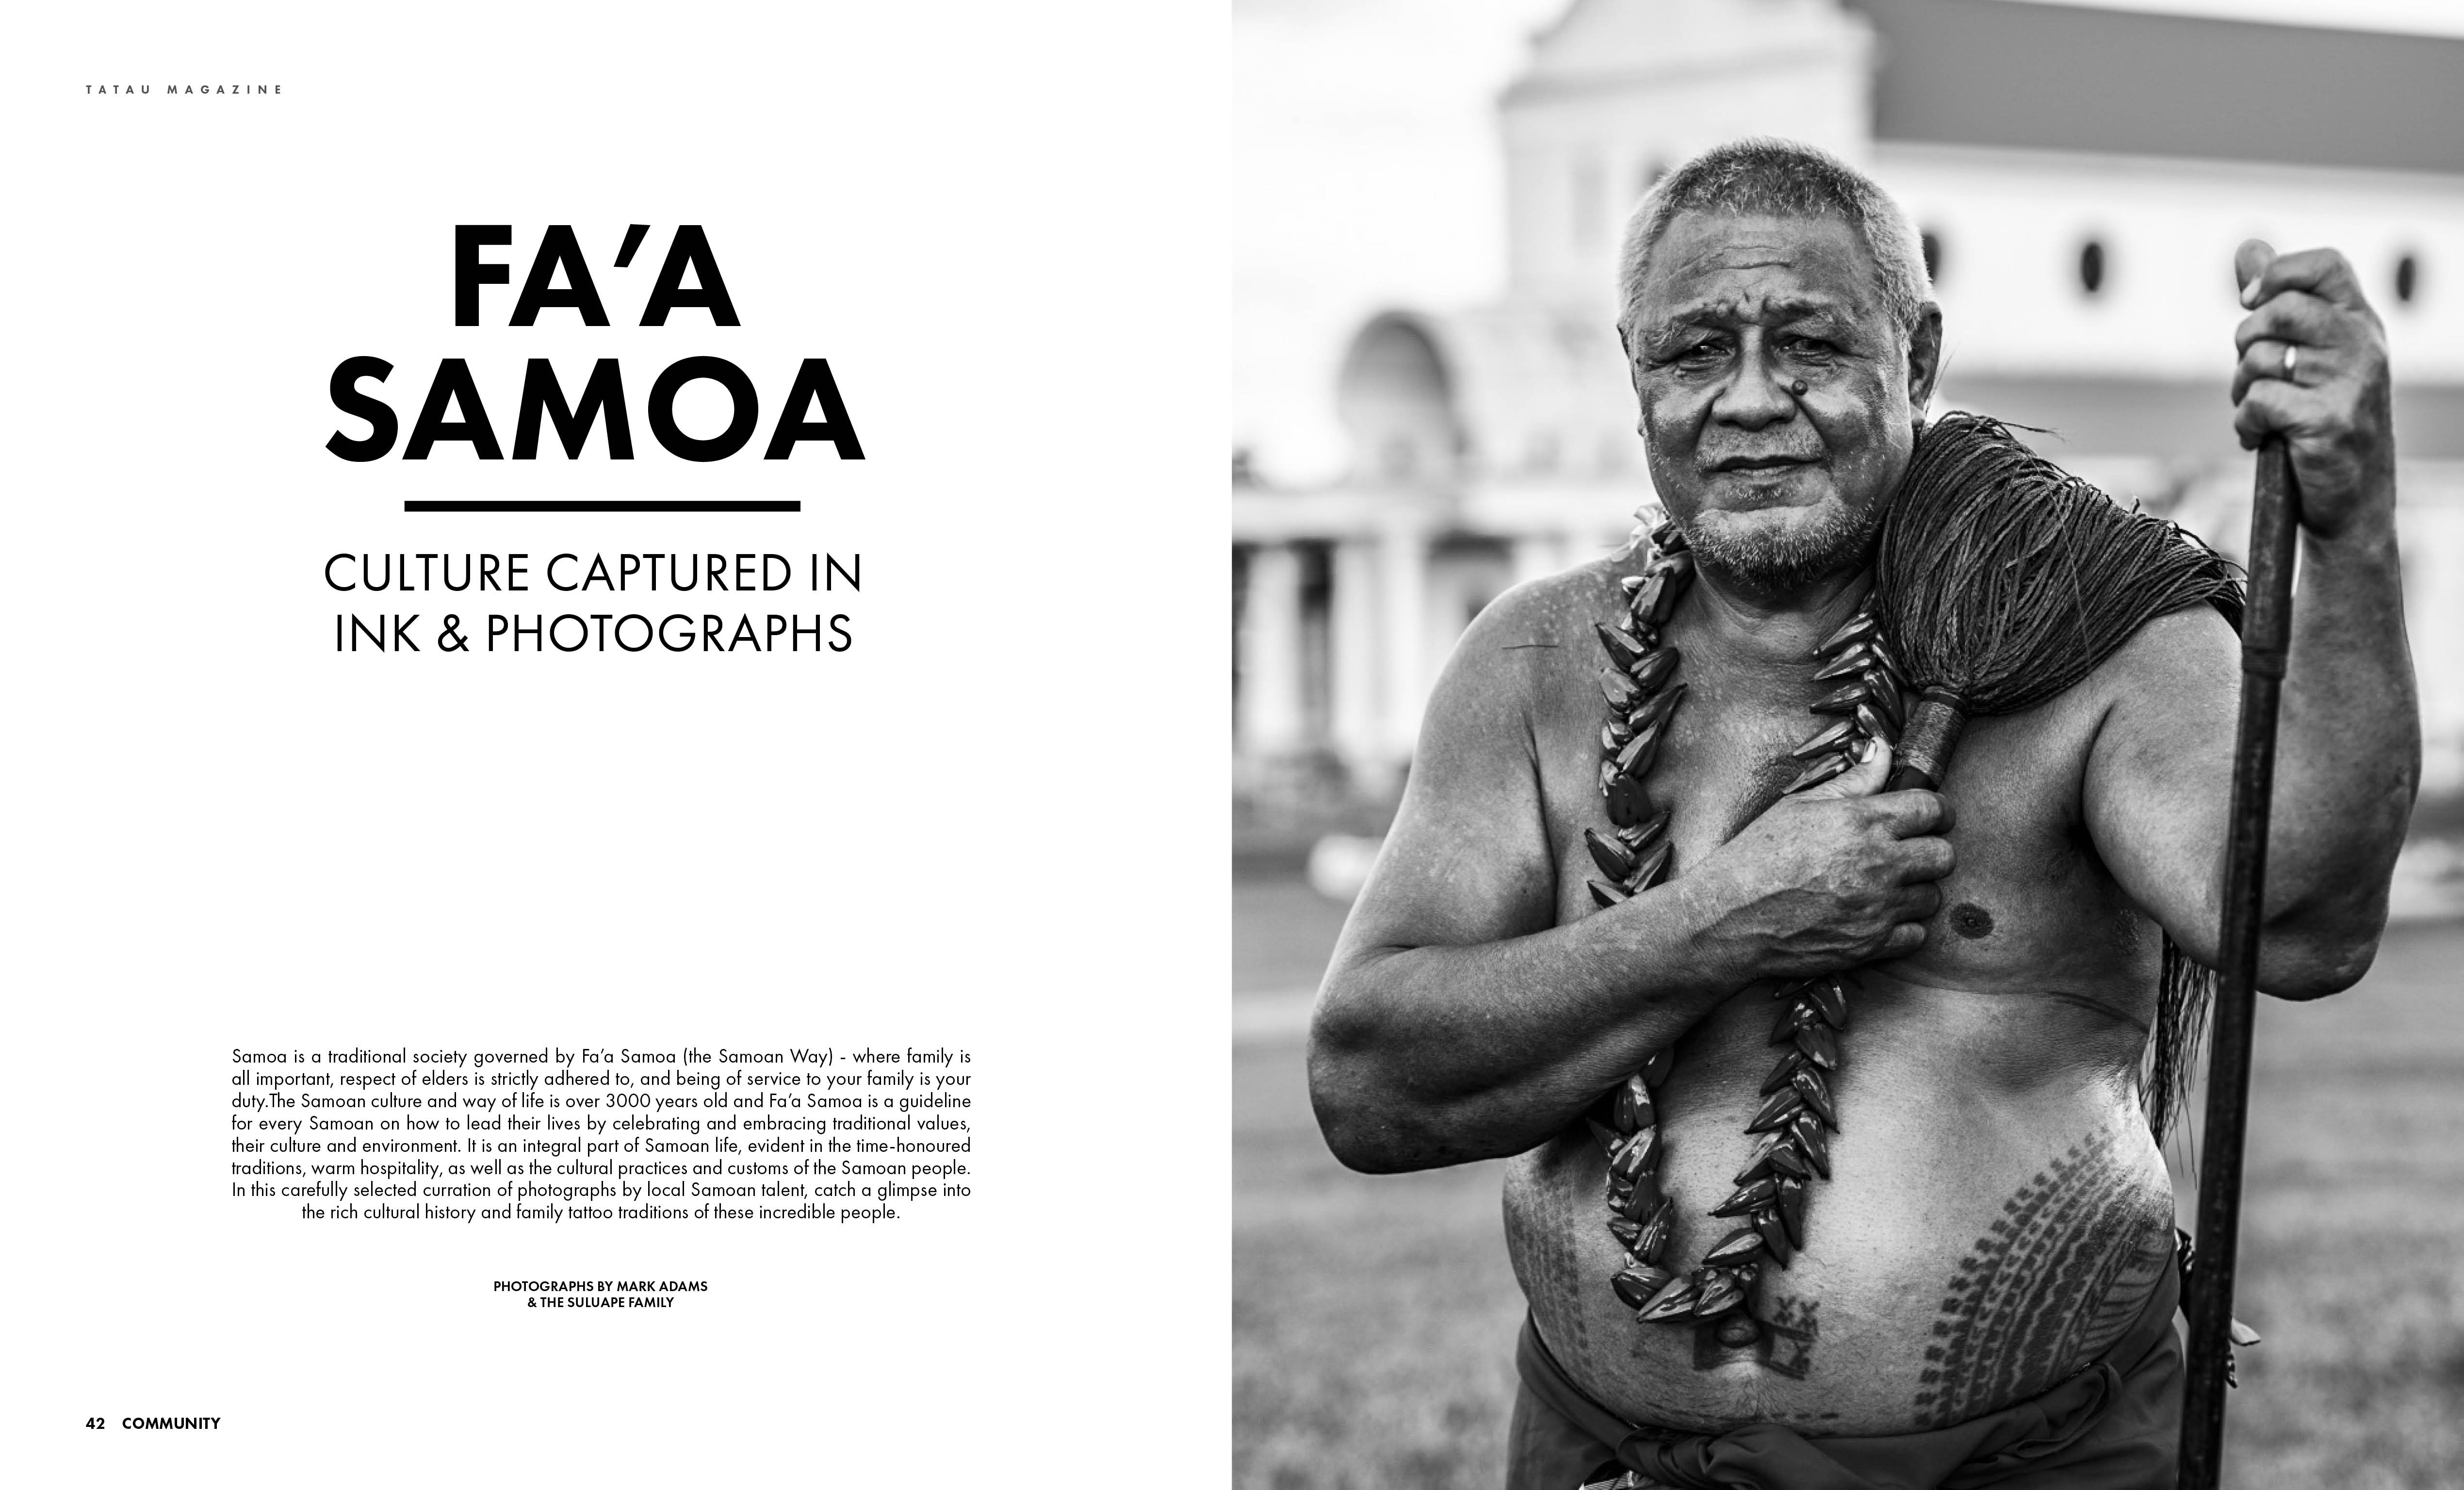 TATAU MAGAZINE
FA'A
SAMOA
CULTURE CAPTURED IN
INK & PHOTOGRAPHS
Samoa is a traditional society governed by Fa'a Samoa (the Samoan Way) - where family is
all important, respect of elders is strictly adhered to, and being of service to your family is your
duty.The Samoan culture and way of life is over 3000 years old and Fa'a Samoa is a guideline
for every Samoan on how to lead their lives by celebrating and embracing traditional values,
their culture and environment. It is an integral part of Samoan life, evident in the time-honoured
traditions, warm hospitality, as well as the cultural practices and customs of the Samoan people.
In this carefully selected curration of photographs by local Samoan talent, catch a glimpse into
the rich cultural history and family tattoo traditions of these incredible people.
PHOTOGRAPHS BY MARK ADAMS
& THE SULUAPE FAMILY
42 COMMUNITY